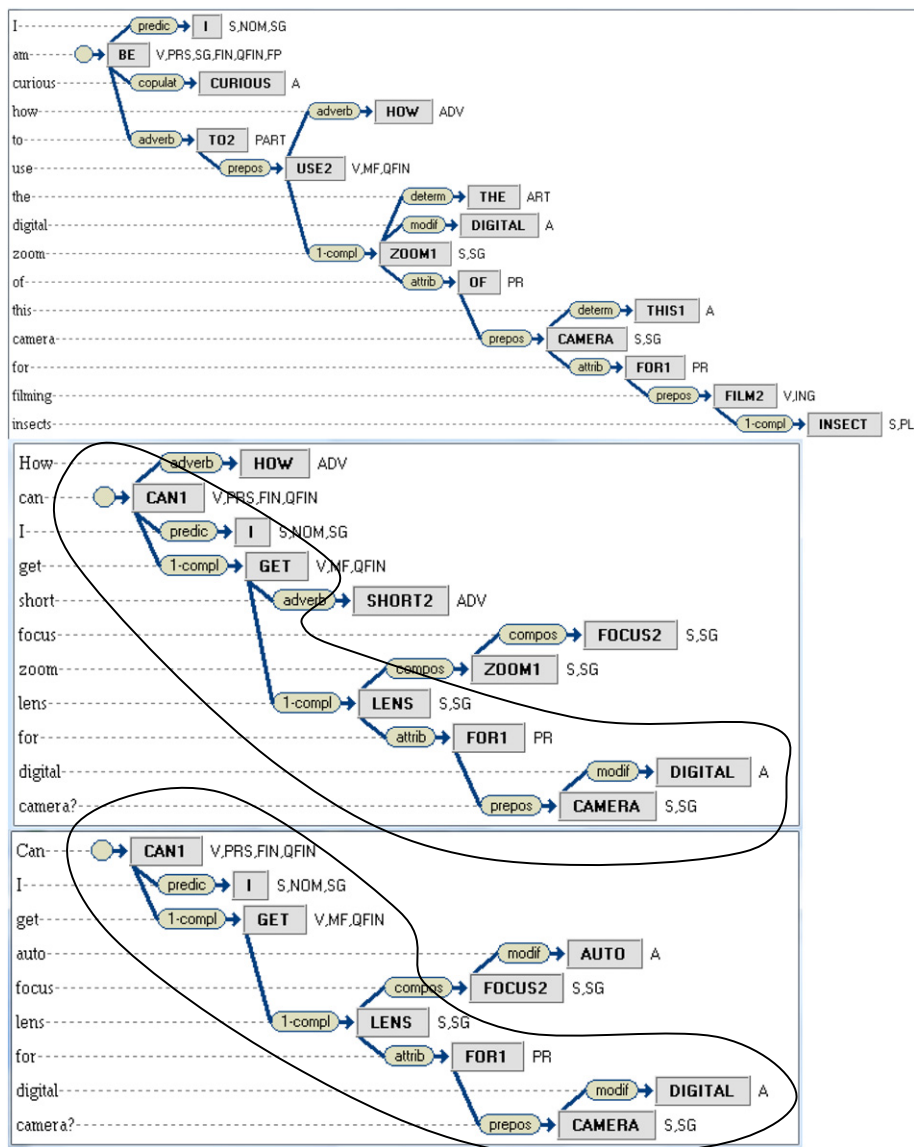 I predic I S,NOM,SG
am BE V,PRS,SG,FIN,QFIN,FP
curious copulat CURIOUS A
how adverb HOW ADV
to adverb TO2 PART
use prepos USE2 V,MF,QFIN
the determ THE ART
digital modif DIGITAL A
zoom 1-compl ZOOM1 S,SG
of attrib OF PR
this determ THIS1 A
camera prepos CAMERA S,SG
for attrib FOR1 PR
filming prepos FILM2 V,ING
insects 1-compl INSECT S,PL
How adverb HOW ADV
can CAN1 V,PRS,FIN,QFIN
I predic I S,NOM,SG
get 1-compl GET V,MF,QFIN
short adverb SHORT2 ADV
focus compos FOCUS2 S,SG
zoom compos ZOOM1 S,SG
lens 1-compl LENS S,SG
for attrib FOR1 PR
digital modif DIGITAL A
camera? prepos CAMERA S,SG
Can CAN1 V,PRS,FIN,QFIN
I predic I S,NOM,SG
get 1-compl GET V,MF,QFIN
auto modif AUTO A
focus compos FOCUS2 S,SG
lens 1-compl LENS S,SG
for attrib FOR1 PR
digital modif DIGITAL A
camera? prepos CAMERA S,SG